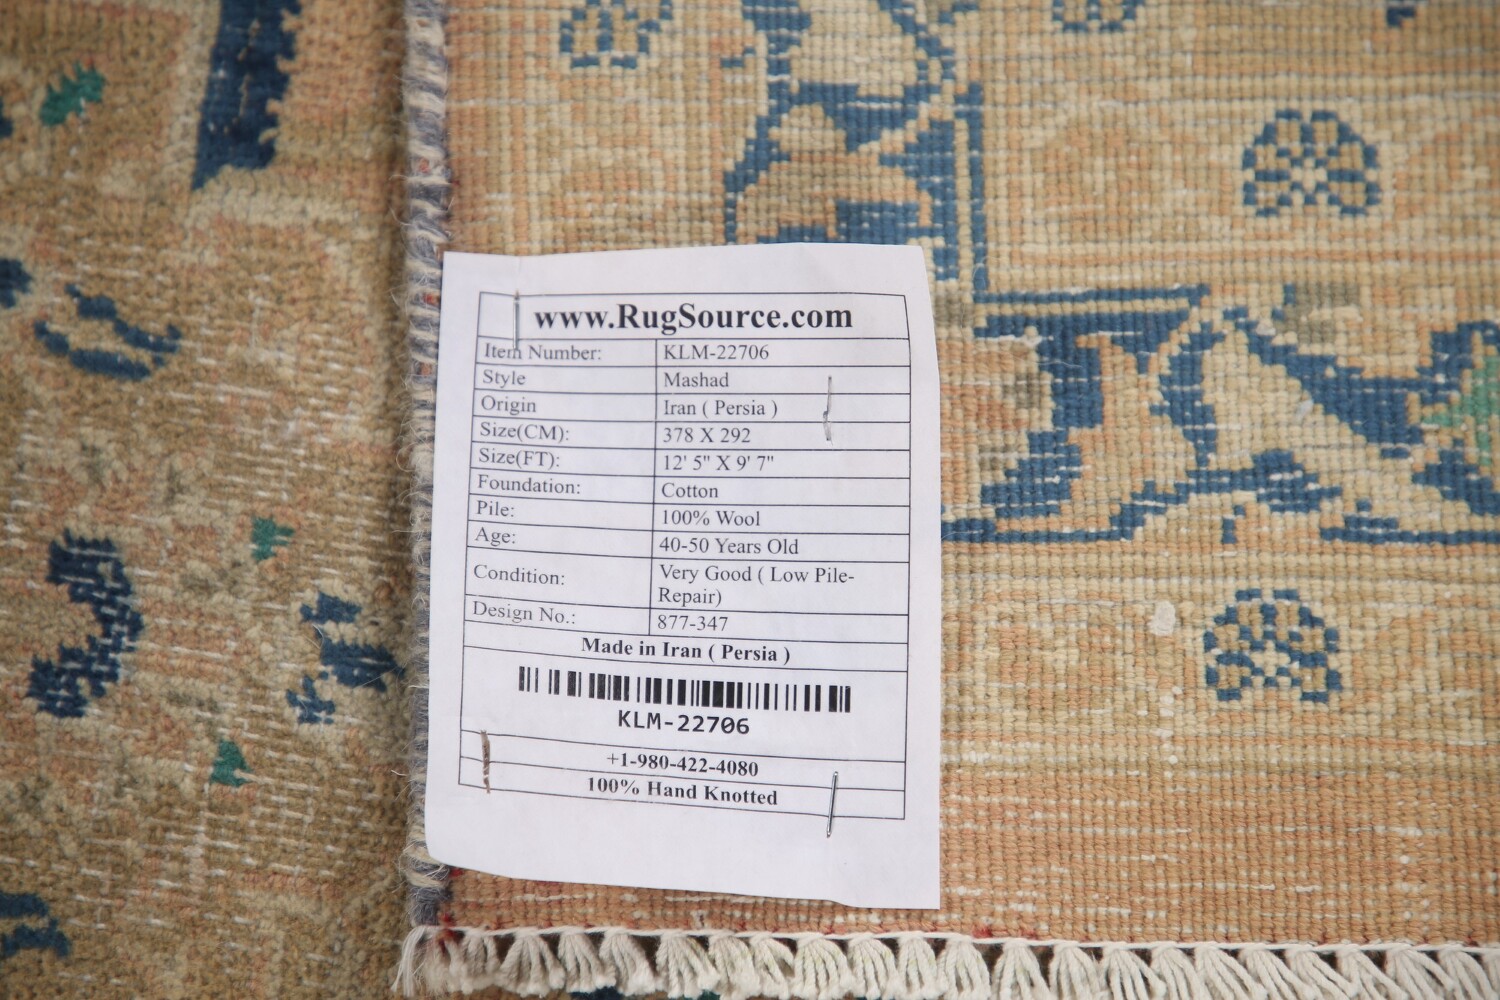 www.RugSource.com
Item Number: KLM-22706
Style Mashad
Origin Iran ( Persia )
Size(CM): 378 X 292
Size(FT): 12' 5" X 9' 7"
Foundation: Cotton
Pile: 100% Wool
Age: 40-50 Years Old
Condition: Very Good ( Low Pile-
Repair)
Design No.: 877-347
Made in Iran ( Persia )
KLM-22706
+1-980-422-4080
100% Hand Knotted